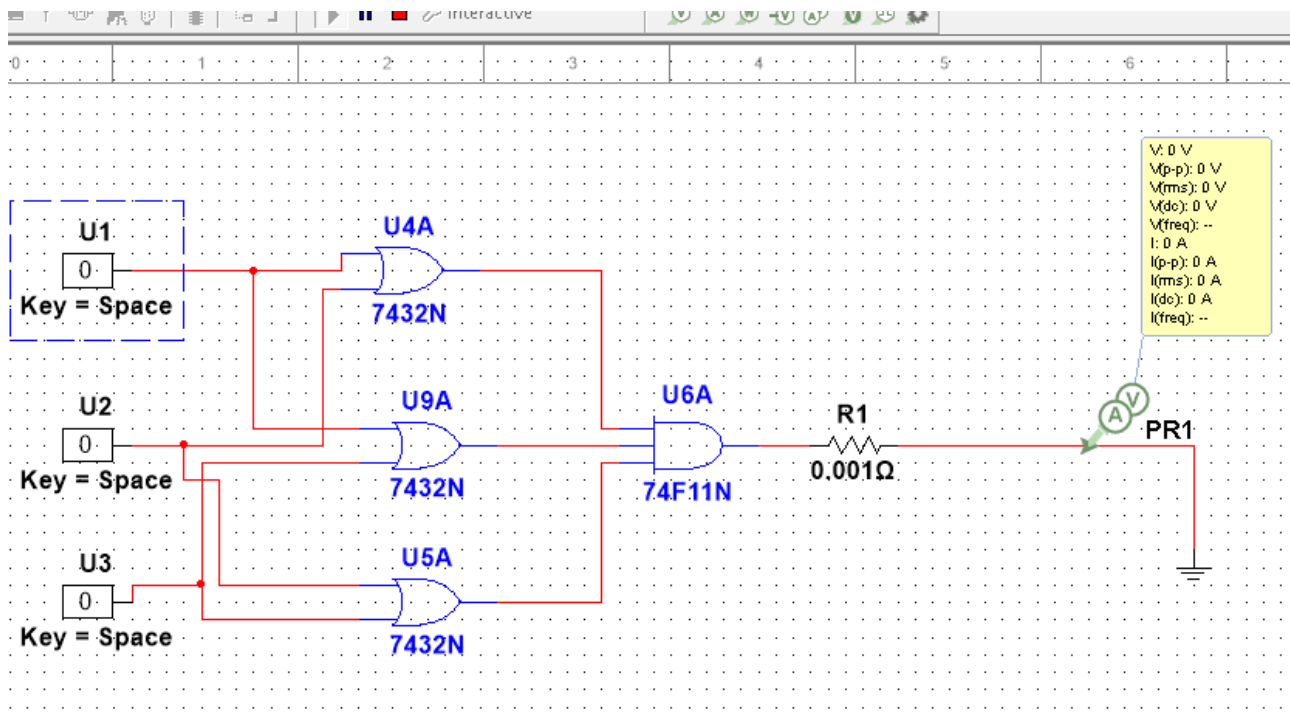 Interactive
0 1 2 3 4 5 6
V: 0 V
V(p-p): 0 V
V(rms): 0 V
V(dc): 0 V
V(freq): --
I: 0 A
I(p-p): 0 A
I(rms): 0 A
I(dc): 0 A
I(freq): --
U1
0
Key = Space
U4A
7432N
U2
0
Key = Space
U9A
7432N
U6A
74F11N
R1
0.001Ω
A V
PR1
U3
0
Key = Space
U5A
7432N